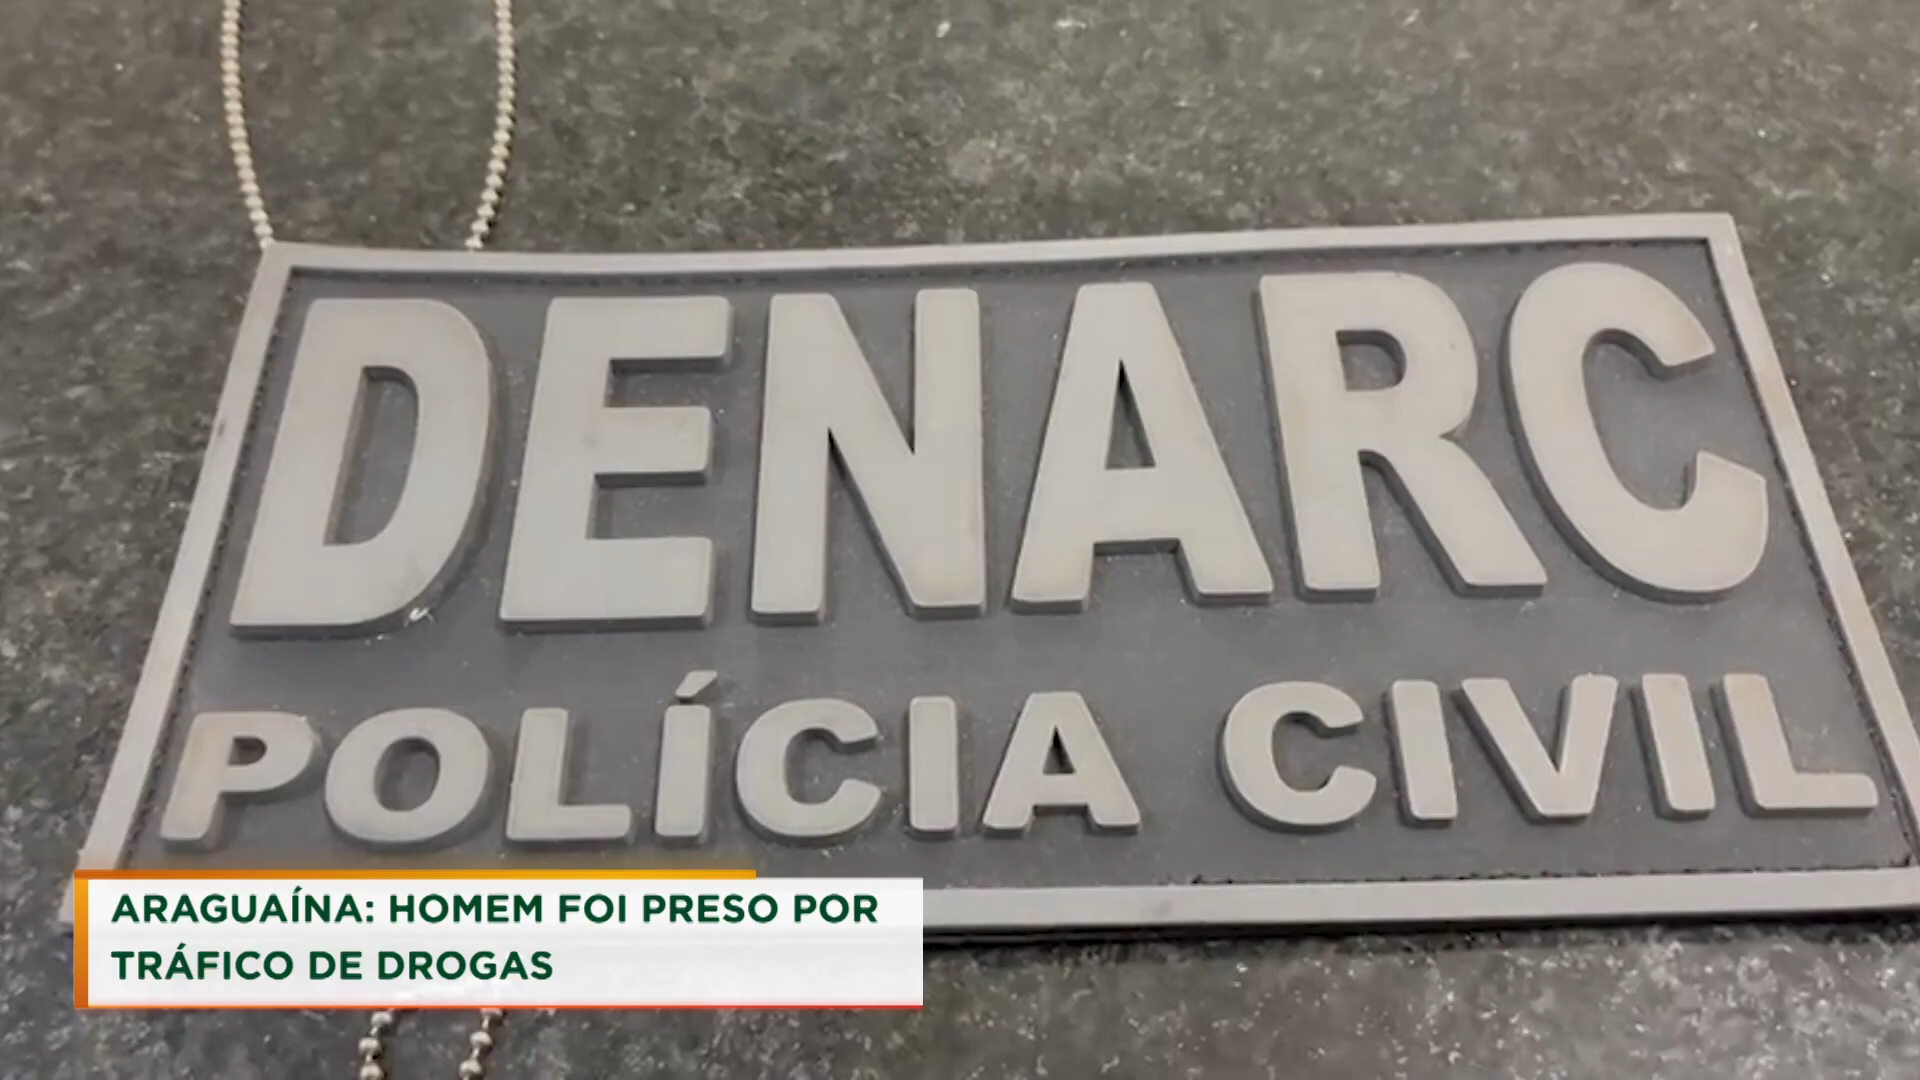 DENARC
POLÍCIA CIVIL
ARAGUAÍNA: HOMEM FOI PRESO POR
TRÁFICO DE DROGAS